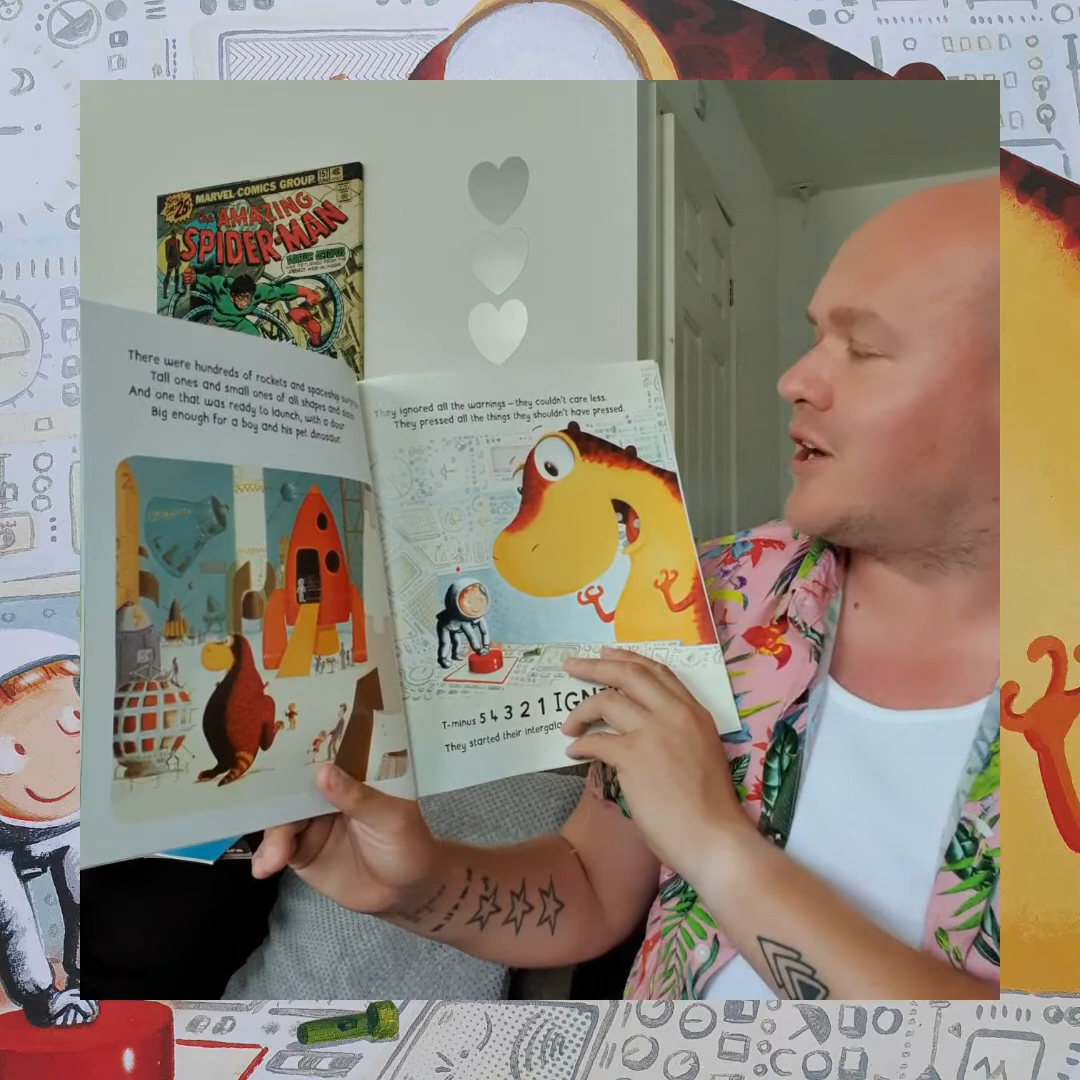 MARVEL COMICS GROUP
THE AMAZING
SPIDER-MAN
DOCTOR OCTOPUS
There were hundreds of rockets and spaceship
Tall ones and small ones of all shapes and sizes.
And one that was ready to launch, with a door
Big enough for a boy and his pet dinosaur.
They ignored all the warnings – they couldn't care less.
They pressed all the things they shouldn't have pressed.
T-minus 5 4 3 2 1
They started their